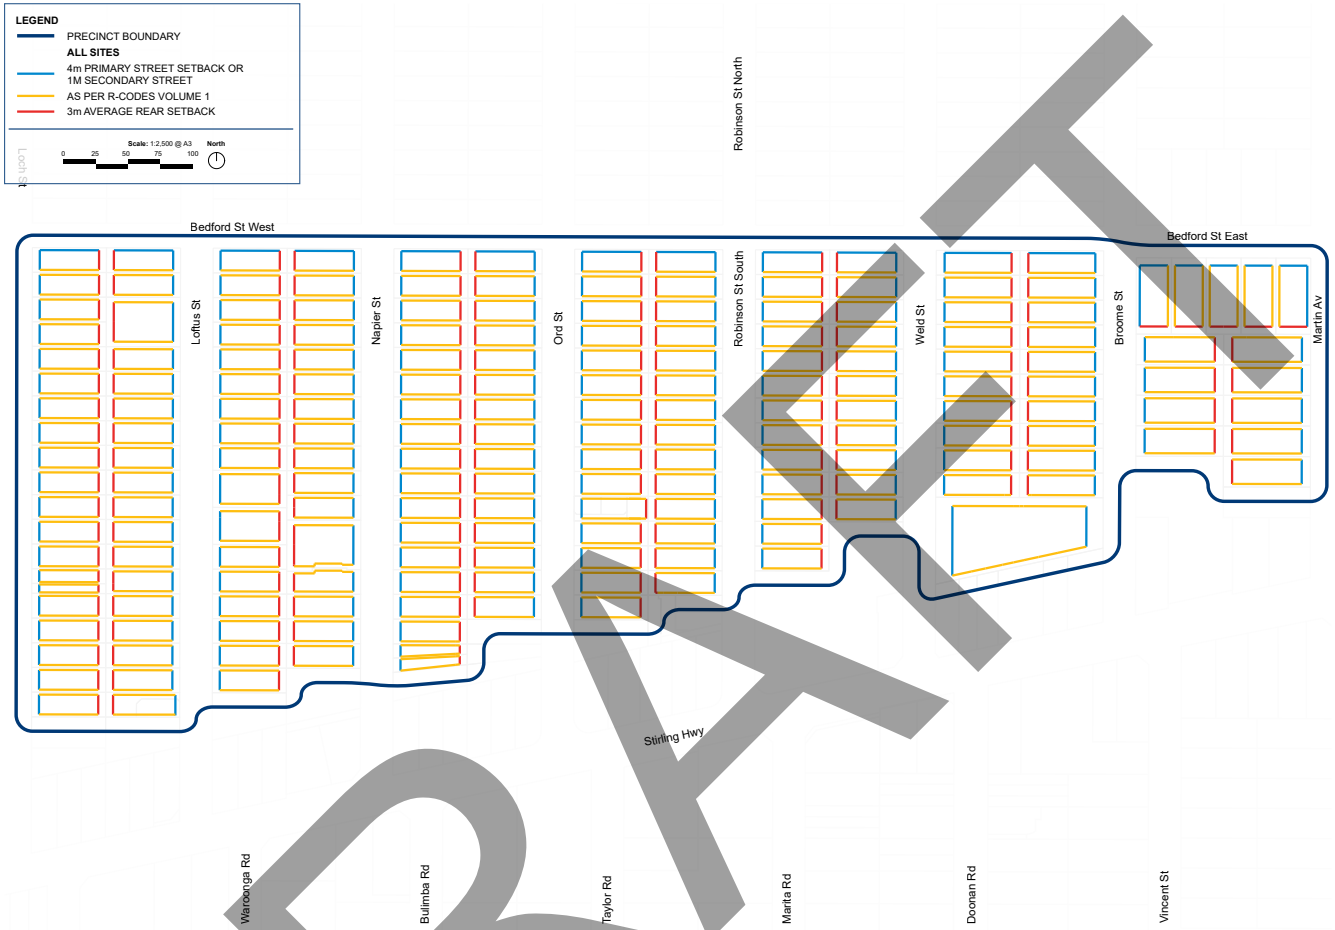 LEGEND
PRECINCT BOUNDARY
ALL SITES
4m PRIMARY STREET SETBACK OR
1M SECONDARY STREET
AS PER R-CODES VOLUME 1
3m AVERAGE REAR SETBACK
Scale: 1:2,500 @ A3 North
0 25 50 75 100
Loch St
Robinson St North
Bedford St West
Bedford St East
Loftus St
Napier St
Ord St
Robinson St South
Weld St
Broome St
Martin Av
Stirling Hwy
Waroonga Rd
Bulimba Rd
Taylor Rd
Marita Rd
Doonan Rd
Vincent St
RAFT